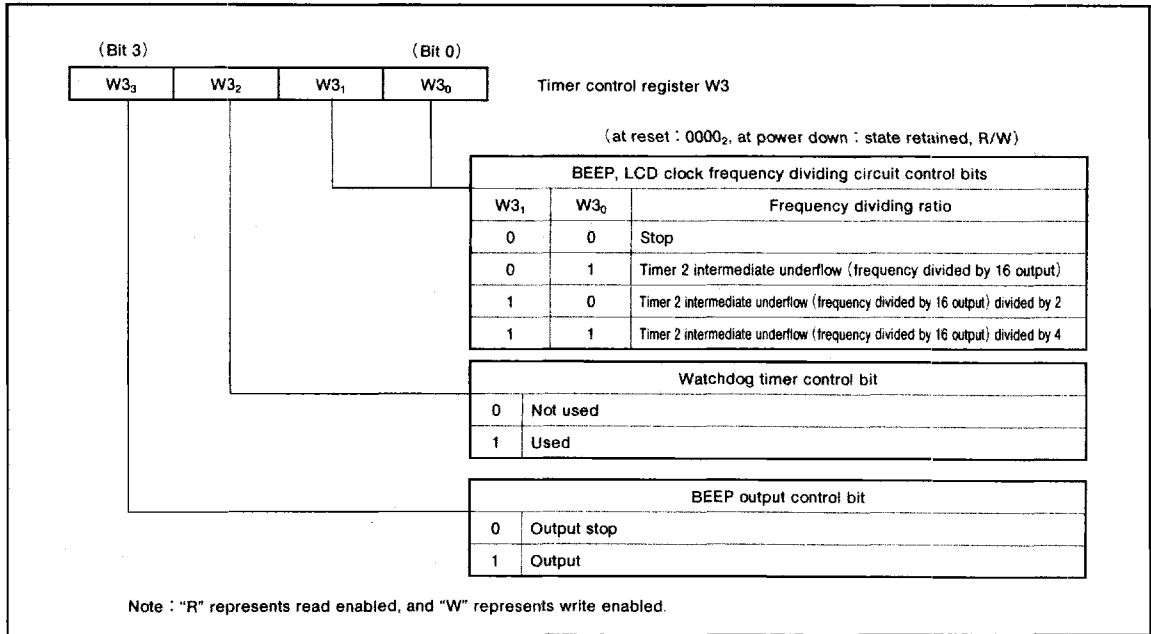 (Bit 3) (Bit 0)
W3₃ W3₂ W3₁ W3₀ Timer control register W3
(at reset : 0000₂, at power down : state retained, R/W)
BEEP, LCD clock frequency dividing circuit control bits
W3₁ W3₀ Frequency dividing ratio
0 0 Stop
0 1 Timer 2 intermediate underflow (frequency divided by 16 output)
1 0 Timer 2 intermediate underflow (frequency divided by 16 output) divided by 2
1 1 Timer 2 intermediate underflow (frequency divided by 16 output) divided by 4
Watchdog timer control bit
0 Not used
1 Used
BEEP output control bit
0 Output stop
1 Output
Note : "R" represents read enabled, and "W" represents write enabled.